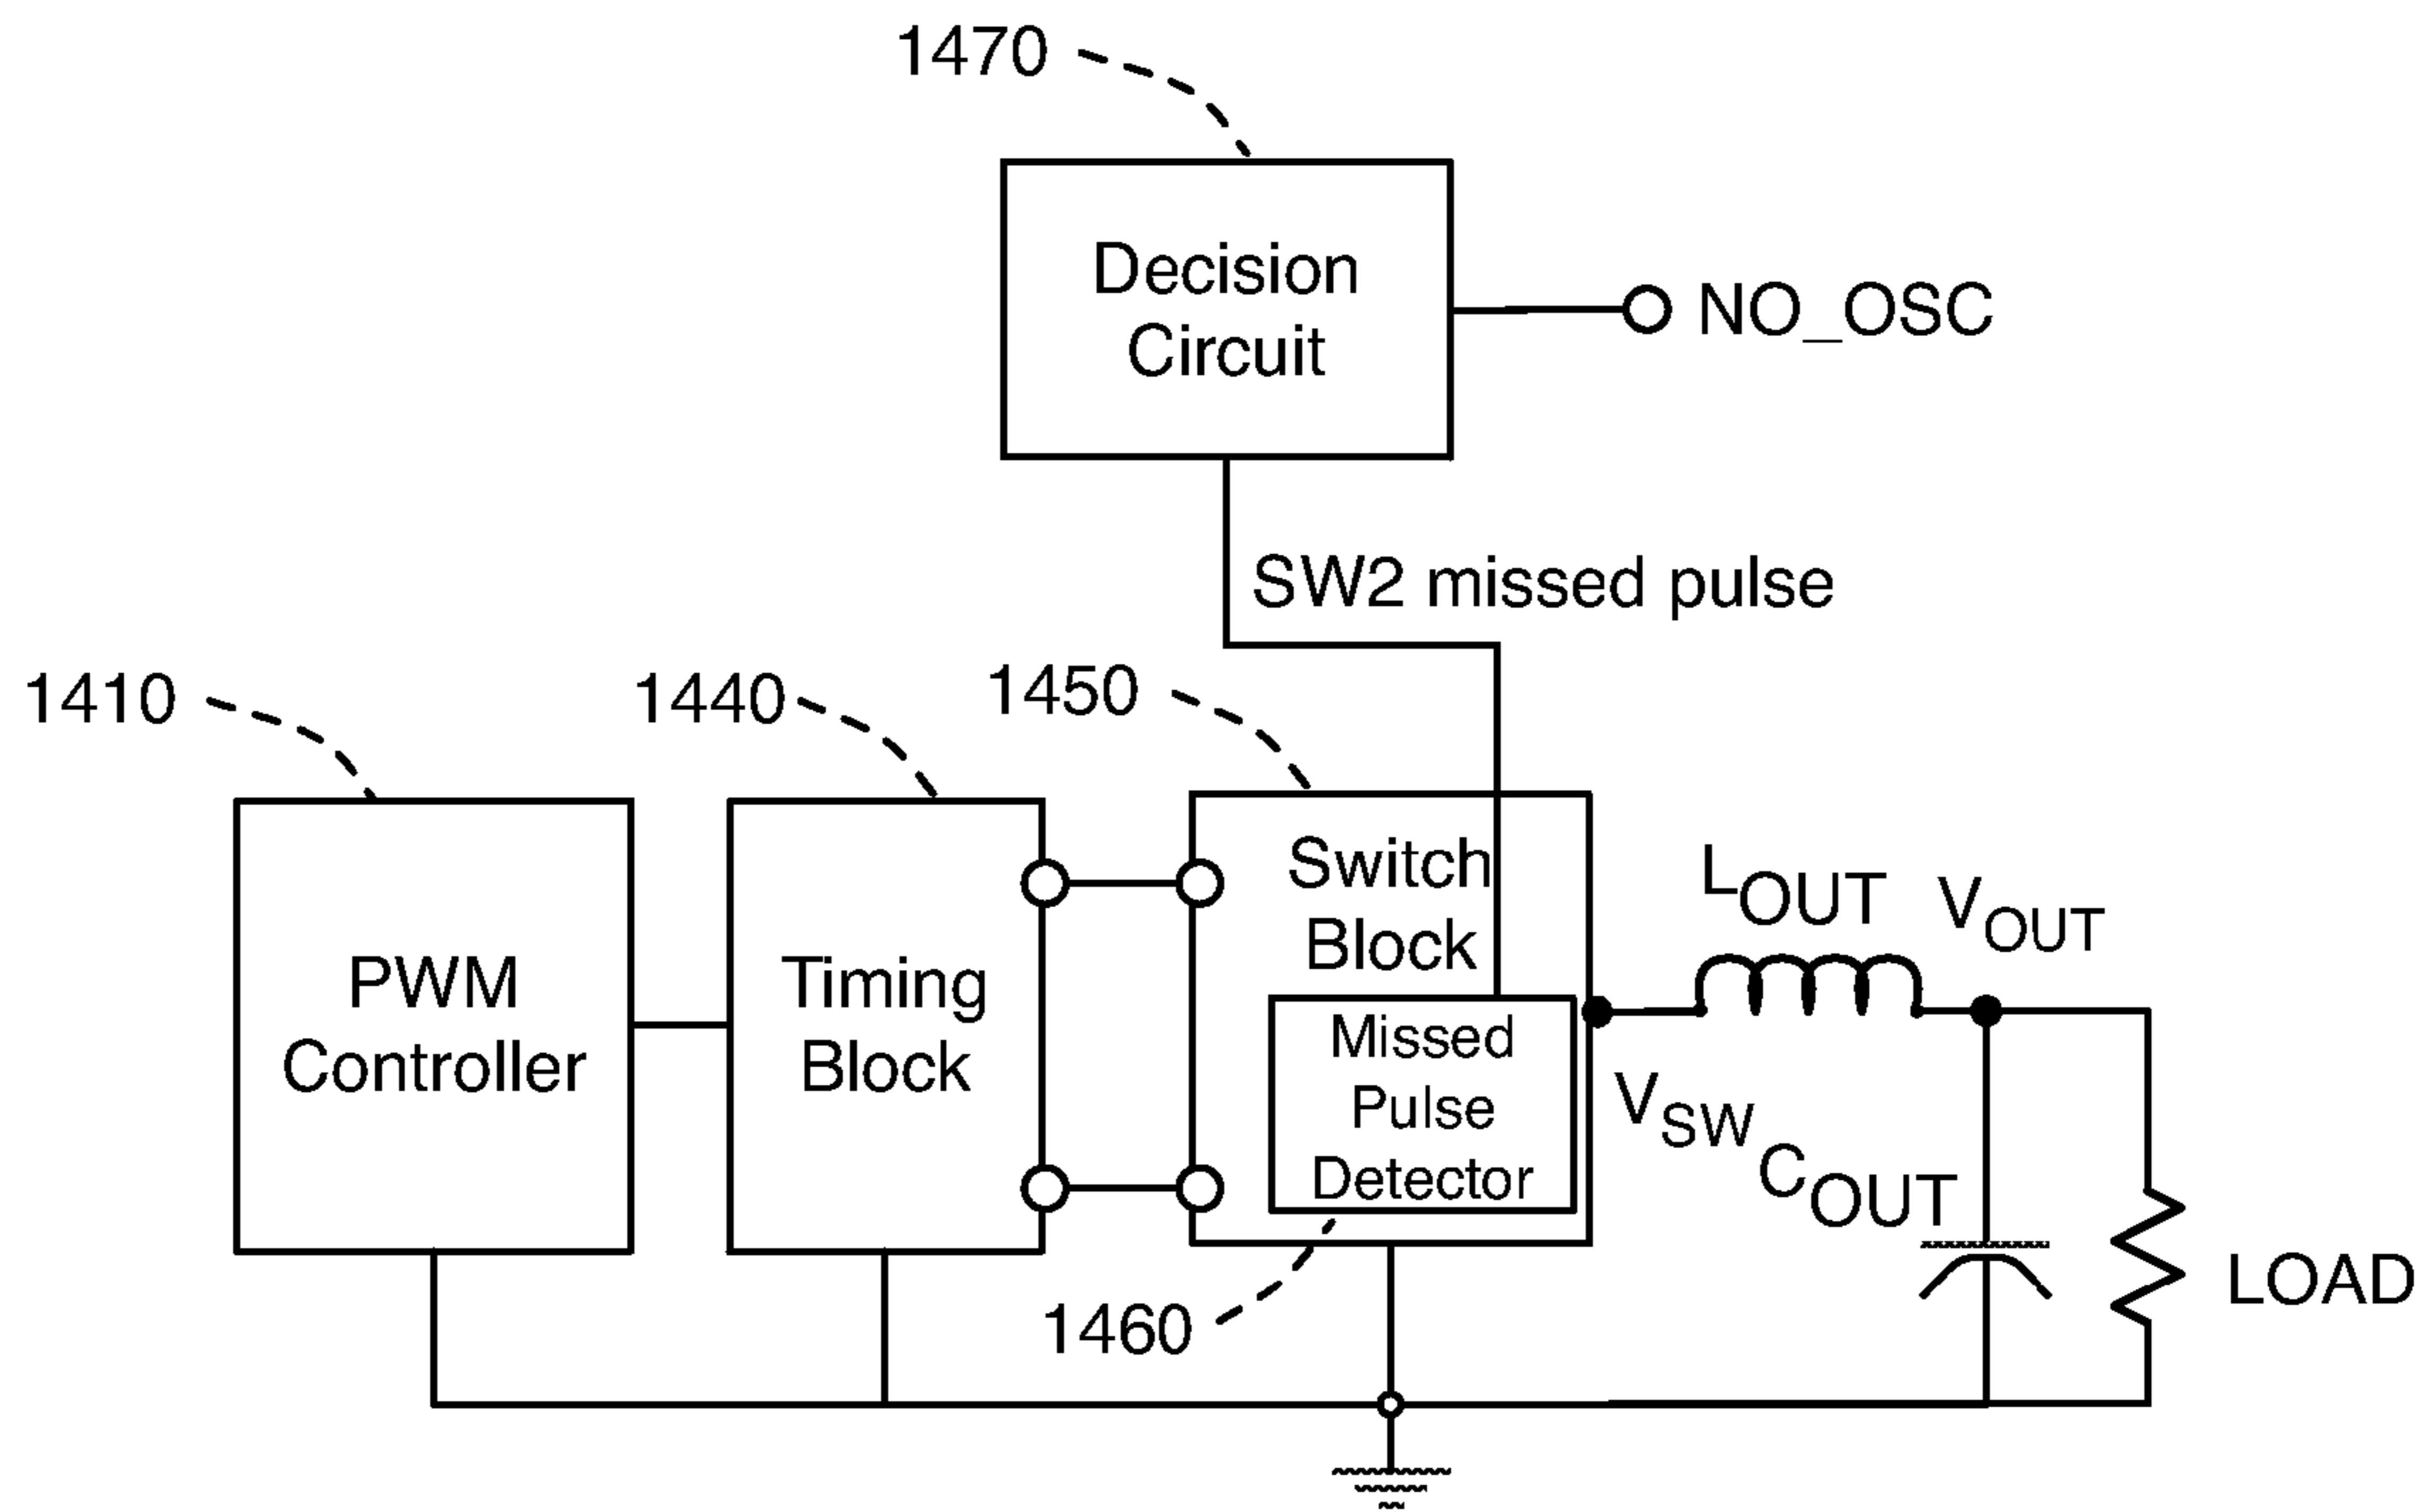 1470
Decision
Circuit
NO_OSC
SW2 missed pulse
1410
1440
1450
PWM
Controller
Timing
Block
Switch
Block
Missed
Pulse
Detector
LOUT
VOUT
VSW
COUT
LOAD
1460